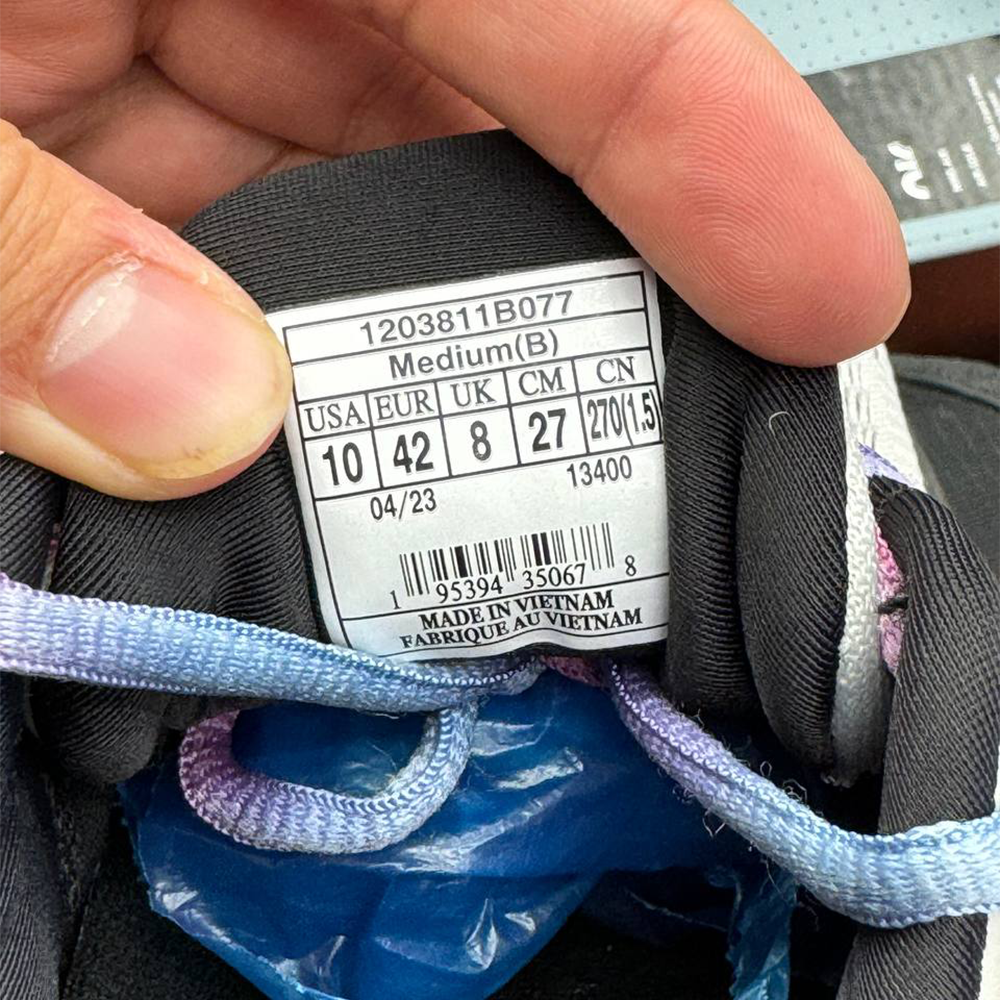 1203811B077
Medium(B)
USA EUR UK CM CN
10 42 8 27 270(1.5)
04/23 13400
1 95394 35067 8
MADE IN VIETNAM
FABRIQUE AU VIETNAM